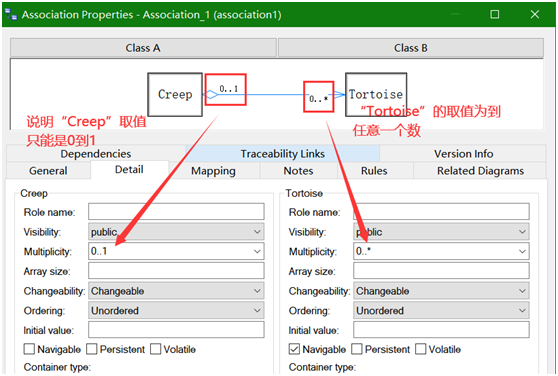 Association Properties - Association_1 (association1)
Class A Class B
Creep 0..1 0..* Tortoise
说明“Creep”取值
只能是0到1
“Tortoise”的取值为到
任意一个数
Dependencies Traceability Links Version Info
General Detail Mapping Notes Rules Related Diagrams
Creep
Role name:
Visibility: public
Multiplicity: 0..1
Array size:
Changeability: Changeable
Ordering: Unordered
Initial value:
Navigable Persistent Volatile
Container type:
Tortoise
Role name:
Visibility: public
Multiplicity: 0..*
Array size:
Changeability: Changeable
Ordering: Unordered
Initial value:
Navigable Persistent Volatile
Container type: